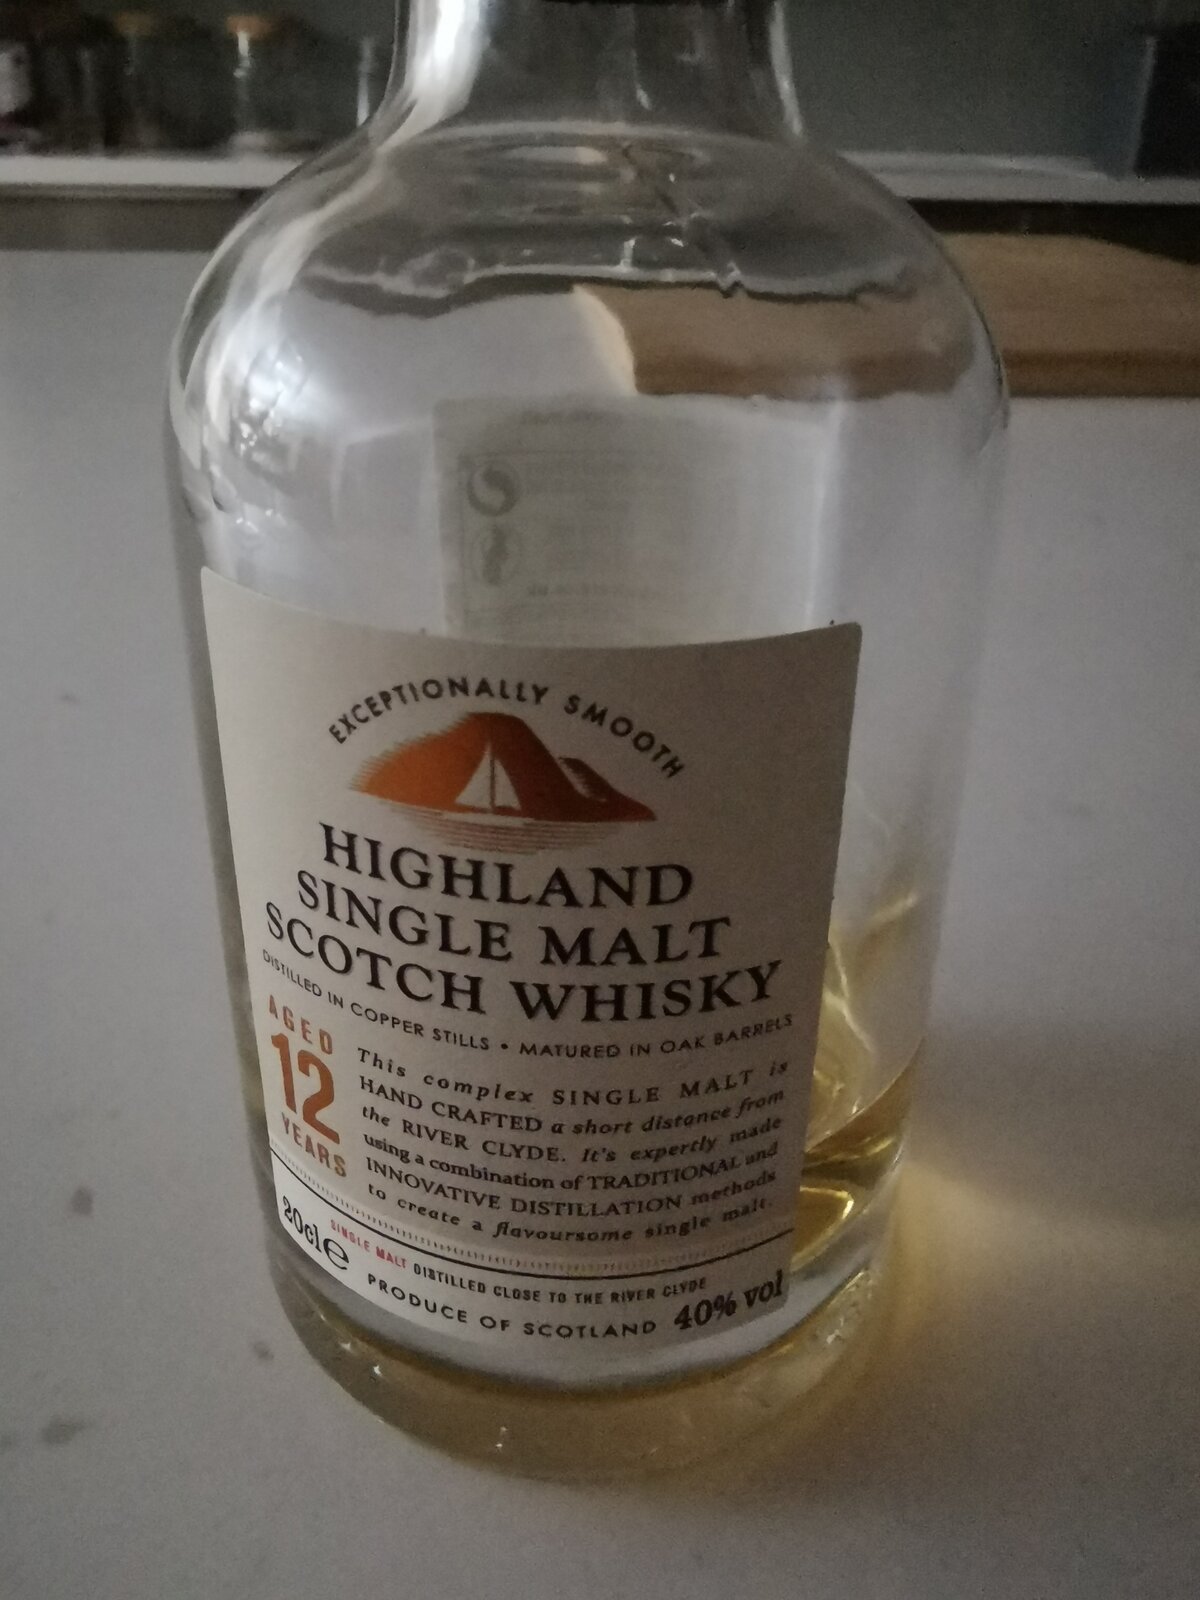 EXCEPTIONALLY SMOOTH
HIGHLAND
SINGLE MALT
SCOTCH WHISKY
DISTILLED IN COPPER STILLS • MATURED IN OAK BARRELS
AGED
12
YEARS
This complex SINGLE MALT is
HAND CRAFTED a short distance from
the RIVER CLYDE. It's expertly made
using a combination of TRADITIONAL and
INNOVATIVE DISTILLATION methods
to create a flavoursome single malt.
20cl e
SINGLE MALT DISTILLED CLOSE TO THE RIVER CLYDE
PRODUCE OF SCOTLAND
40% vol